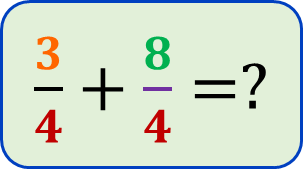 3/4 + 8/4 = ?